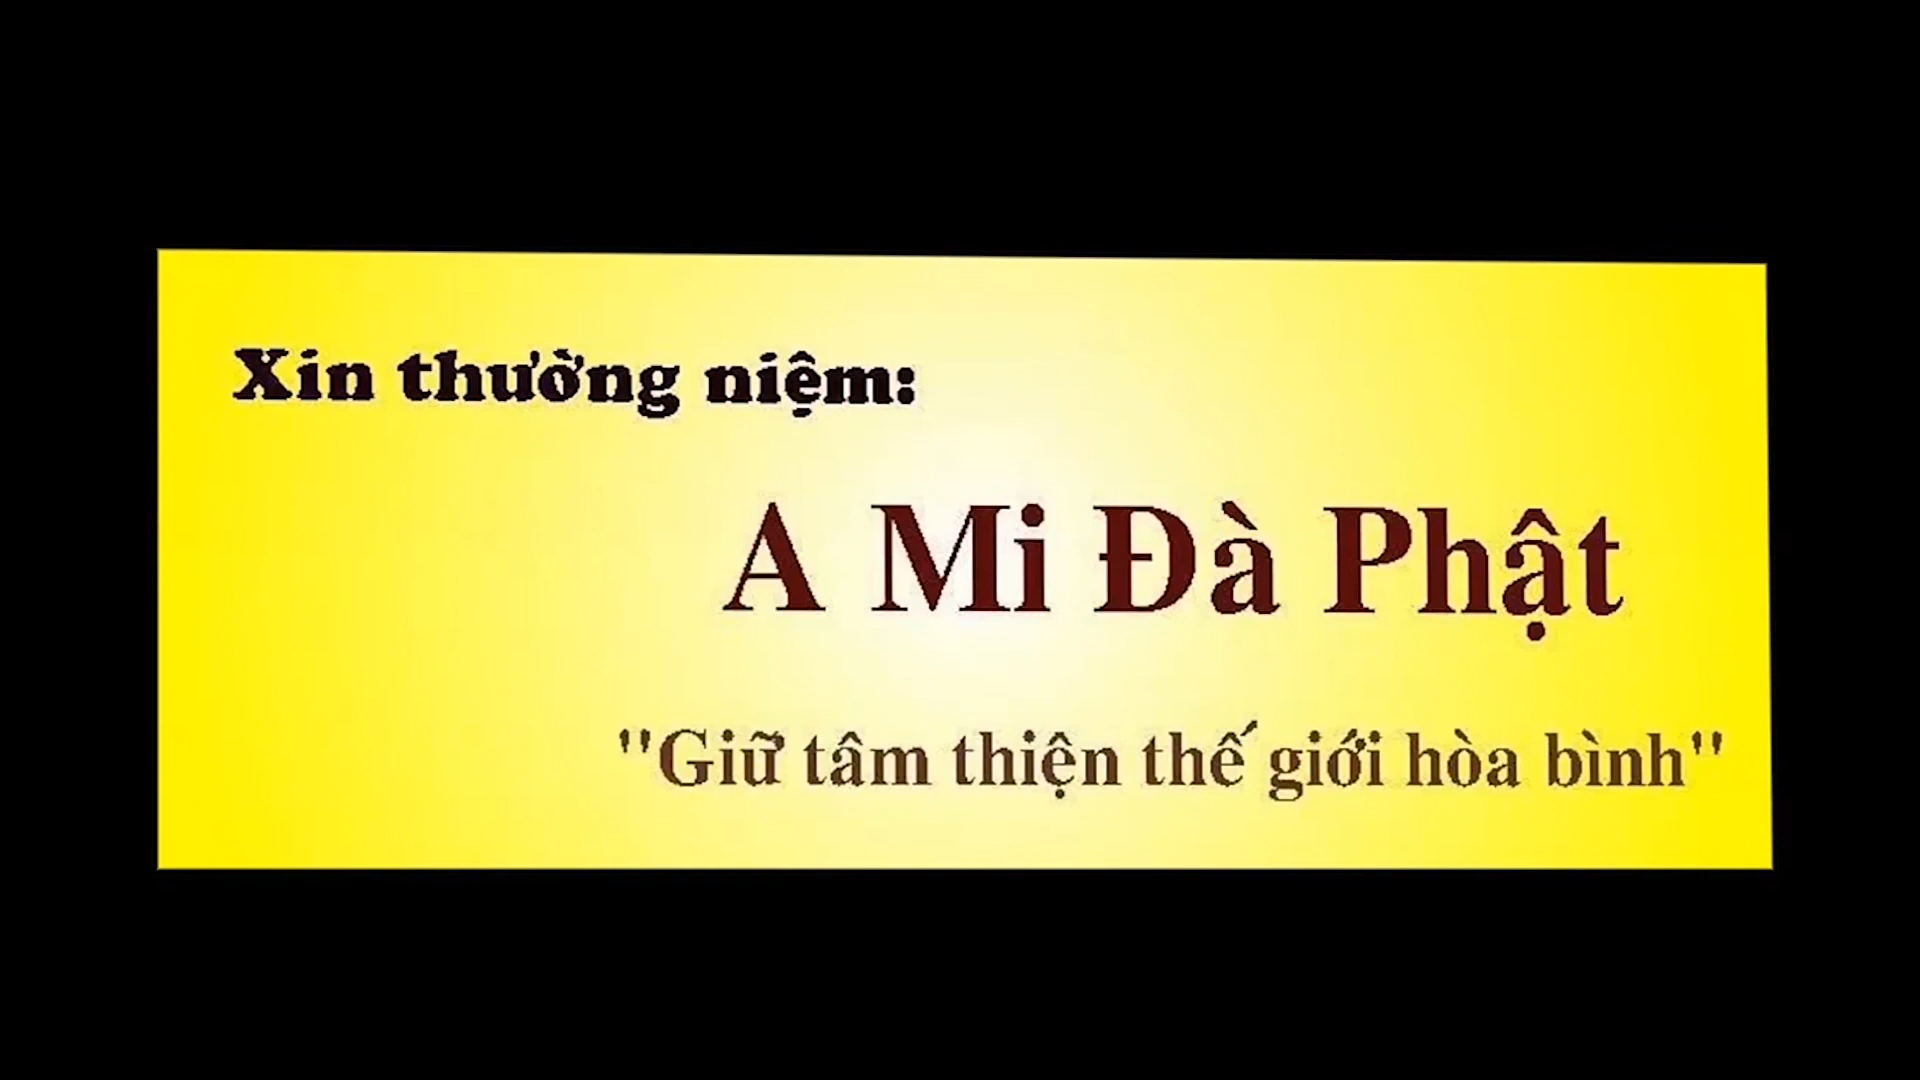 Xin thường niệm:
A Mi Đà Phật
"Giữ tâm thiện thế giới hòa bình"